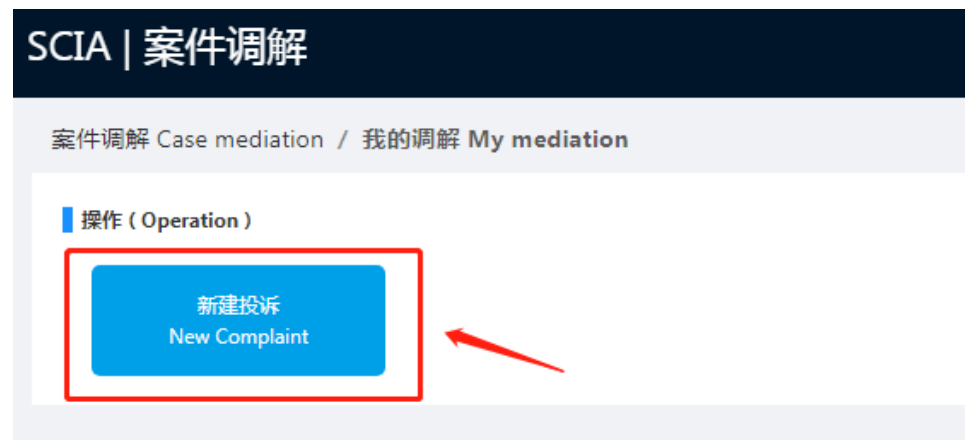 SCIA | 案件调解
案件调解 Case mediation / 我的调解 My mediation
操作 ( Operation )
新建投诉
New Complaint